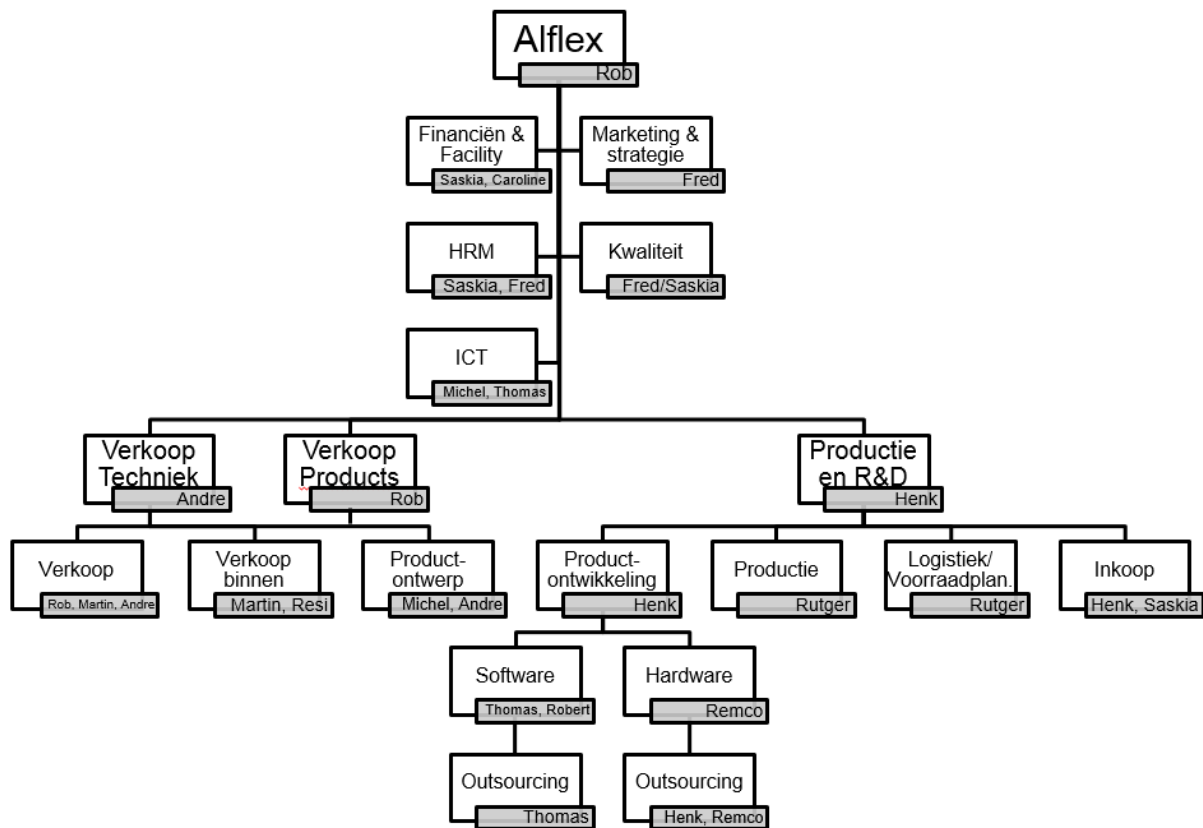 Alflex
Rob
Financiën &
Facility
Saskia, Caroline
Marketing &
strategie
Fred
HRM
Saskia, Fred
Kwaliteit
Fred/Saskia
ICT
Michel, Thomas
Verkoop
Techniek
Andre
Verkoop
Products
Rob
Productie
en R&D
Henk
Verkoop
Rob, Martin, Andre
Verkoop
binnen
Martin, Resi
Product-
ontwerp
Michel, Andre
Product-
ontwikkeling
Henk
Productie
Rutger
Logistiek/
Voorraadplan.
Rutger
Inkoop
Henk, Saskia
Software
Thomas, Robert
Hardware
Remco
Outsourcing
Thomas
Outsourcing
Henk, Remco